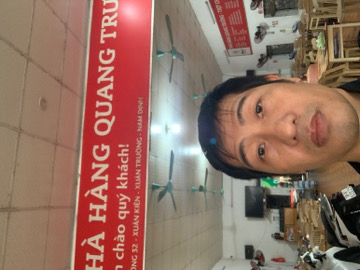 HÀ HÀNG QUANG TRU
n chào quý khách!
ÔNG 32 - XUÂN KIÊN - XUÂN TRƯỜNG - NAM ĐỊNH